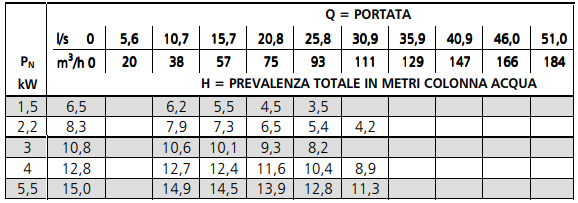 Q = PORTATA
l/s 0 5,6 10,7 15,7 20,8 25,8 30,9 35,9 40,9 46,0 51,0
PN m³/h 0 20 38 57 75 93 111 129 147 166 184
kW H = PREVALENZA TOTALE IN METRI COLONNA ACQUA
1,5 6,5 6,2 5,5 4,5 3,5
2,2 8,3 7,9 7,3 6,5 5,4 4,2
3 10,8 10,6 10,1 9,3 8,2
4 12,8 12,7 12,4 11,6 10,4 8,9
5,5 15,0 14,9 14,5 13,9 12,8 11,3